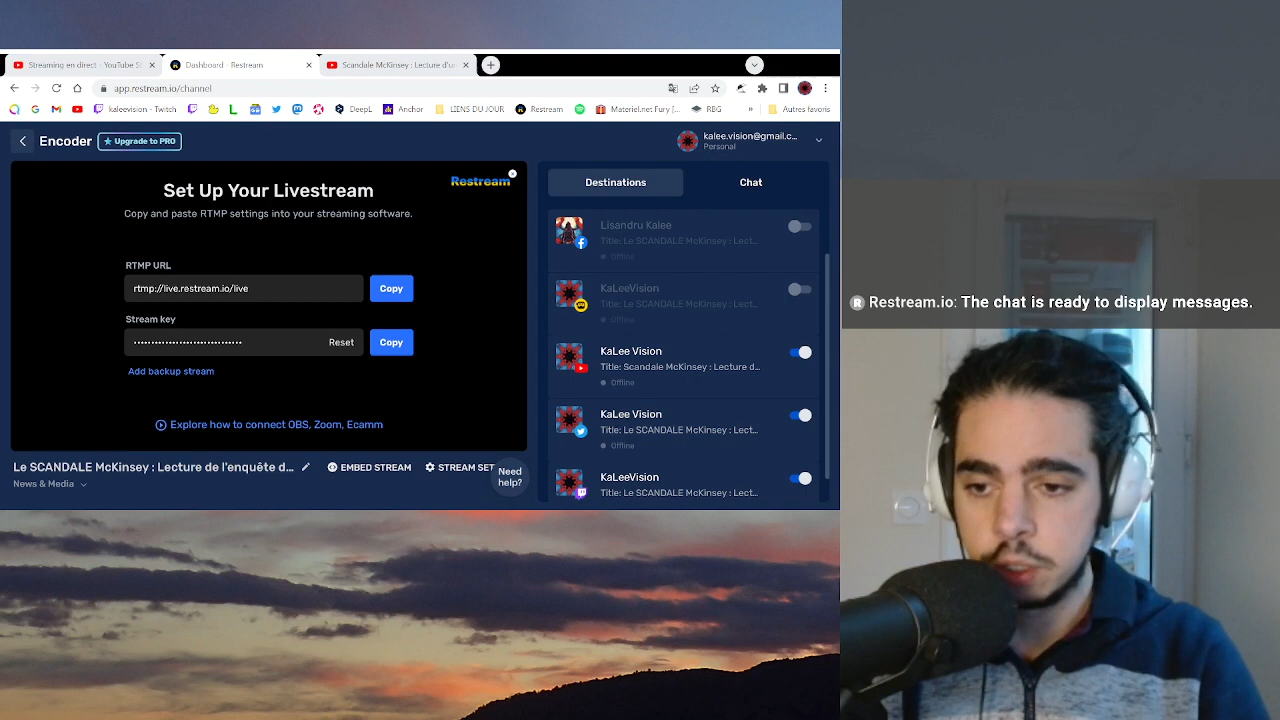 Streaming en direct - YouTube St
Dashboard - Restream
Scandale McKinsey : Lecture d'un
app.restream.io/channel
kaleevision - Twitch
DeepL
Anchor
LIENS DU JOUR
Restream
Materiel.net Fury [...
RBG
»
Autres favoris
Encoder
Upgrade to PRO
kalee.vision@gmail.c...
Personal
Set Up Your Livestream
Restream
Copy and paste RTMP settings into your streaming software.
RTMP URL
rtmp://live.restream.io/live
Copy
Stream key
Reset
Copy
Add backup stream
Explore how to connect OBS, Zoom, Ecamm
Le SCANDALE McKinsey : Lecture de l'enquête d...
EMBED STREAM
STREAM SET
News & Media
Need
help?
Destinations
Chat
Lisandru Kalee
Title: Le SCANDALE McKinsey : Lect...
Offline
KaLeeVision
Title: Le SCANDALE McKinsey : Lect...
Offline
KaLee Vision
Title: Scandale McKinsey : Lecture d...
Offline
KaLee Vision
Title: Le SCANDALE McKinsey : Lect...
Offline
KaLeeVision
Title: Le SCANDALE McKinsey : Lect...
R Restream.io: The chat is ready to display messages.